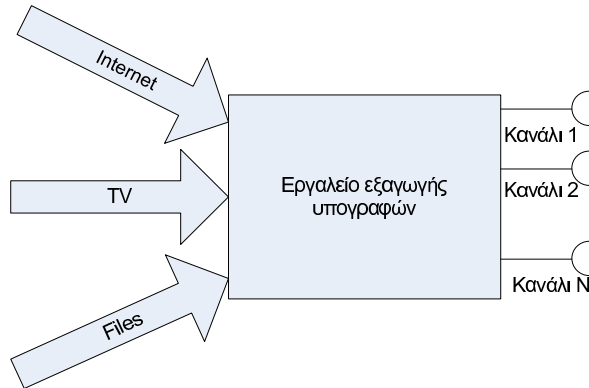 Internet
TV
Files
Εργαλείο εξαγωγής
υπογραφών
Κανάλι 1
Κανάλι 2
Κανάλι Ν